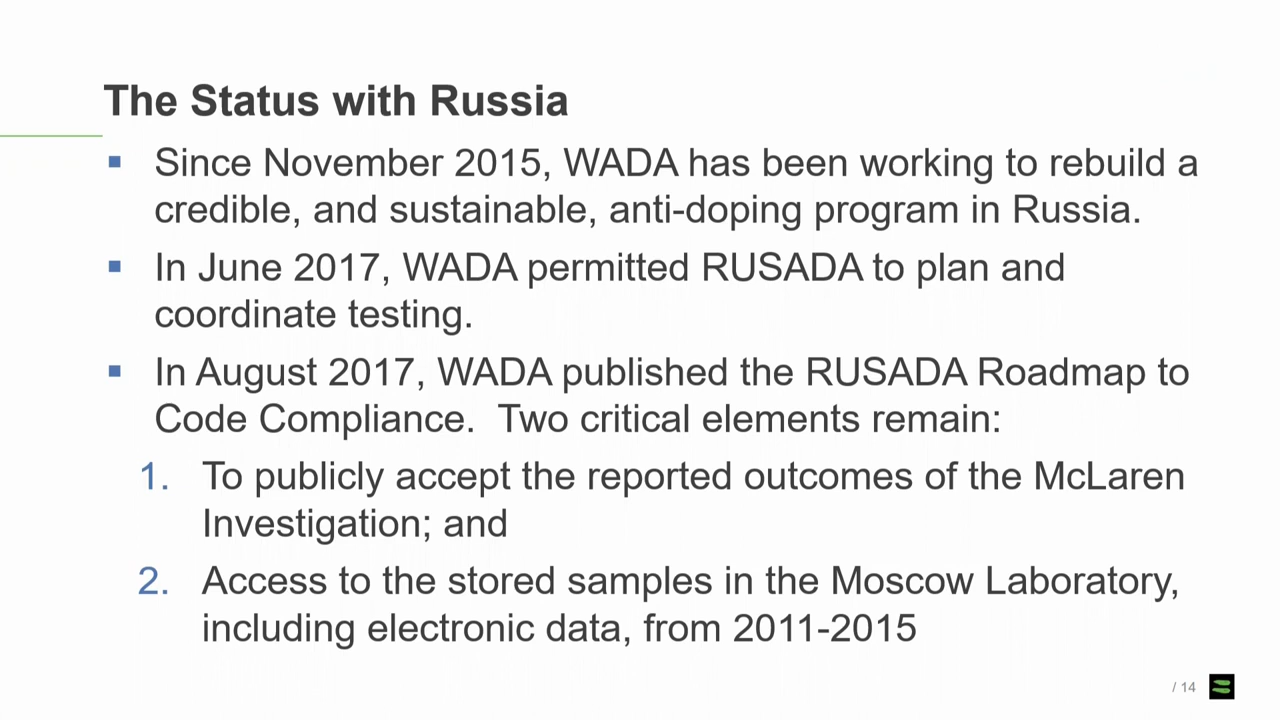 The Status with Russia
▪ Since November 2015, WADA has been working to rebuild a
credible, and sustainable, anti-doping program in Russia.
▪ In June 2017, WADA permitted RUSADA to plan and
coordinate testing.
▪ In August 2017, WADA published the RUSADA Roadmap to
Code Compliance.  Two critical elements remain:
1. To publicly accept the reported outcomes of the McLaren
Investigation; and
2. Access to the stored samples in the Moscow Laboratory,
including electronic data, from 2011-2015
/ 14